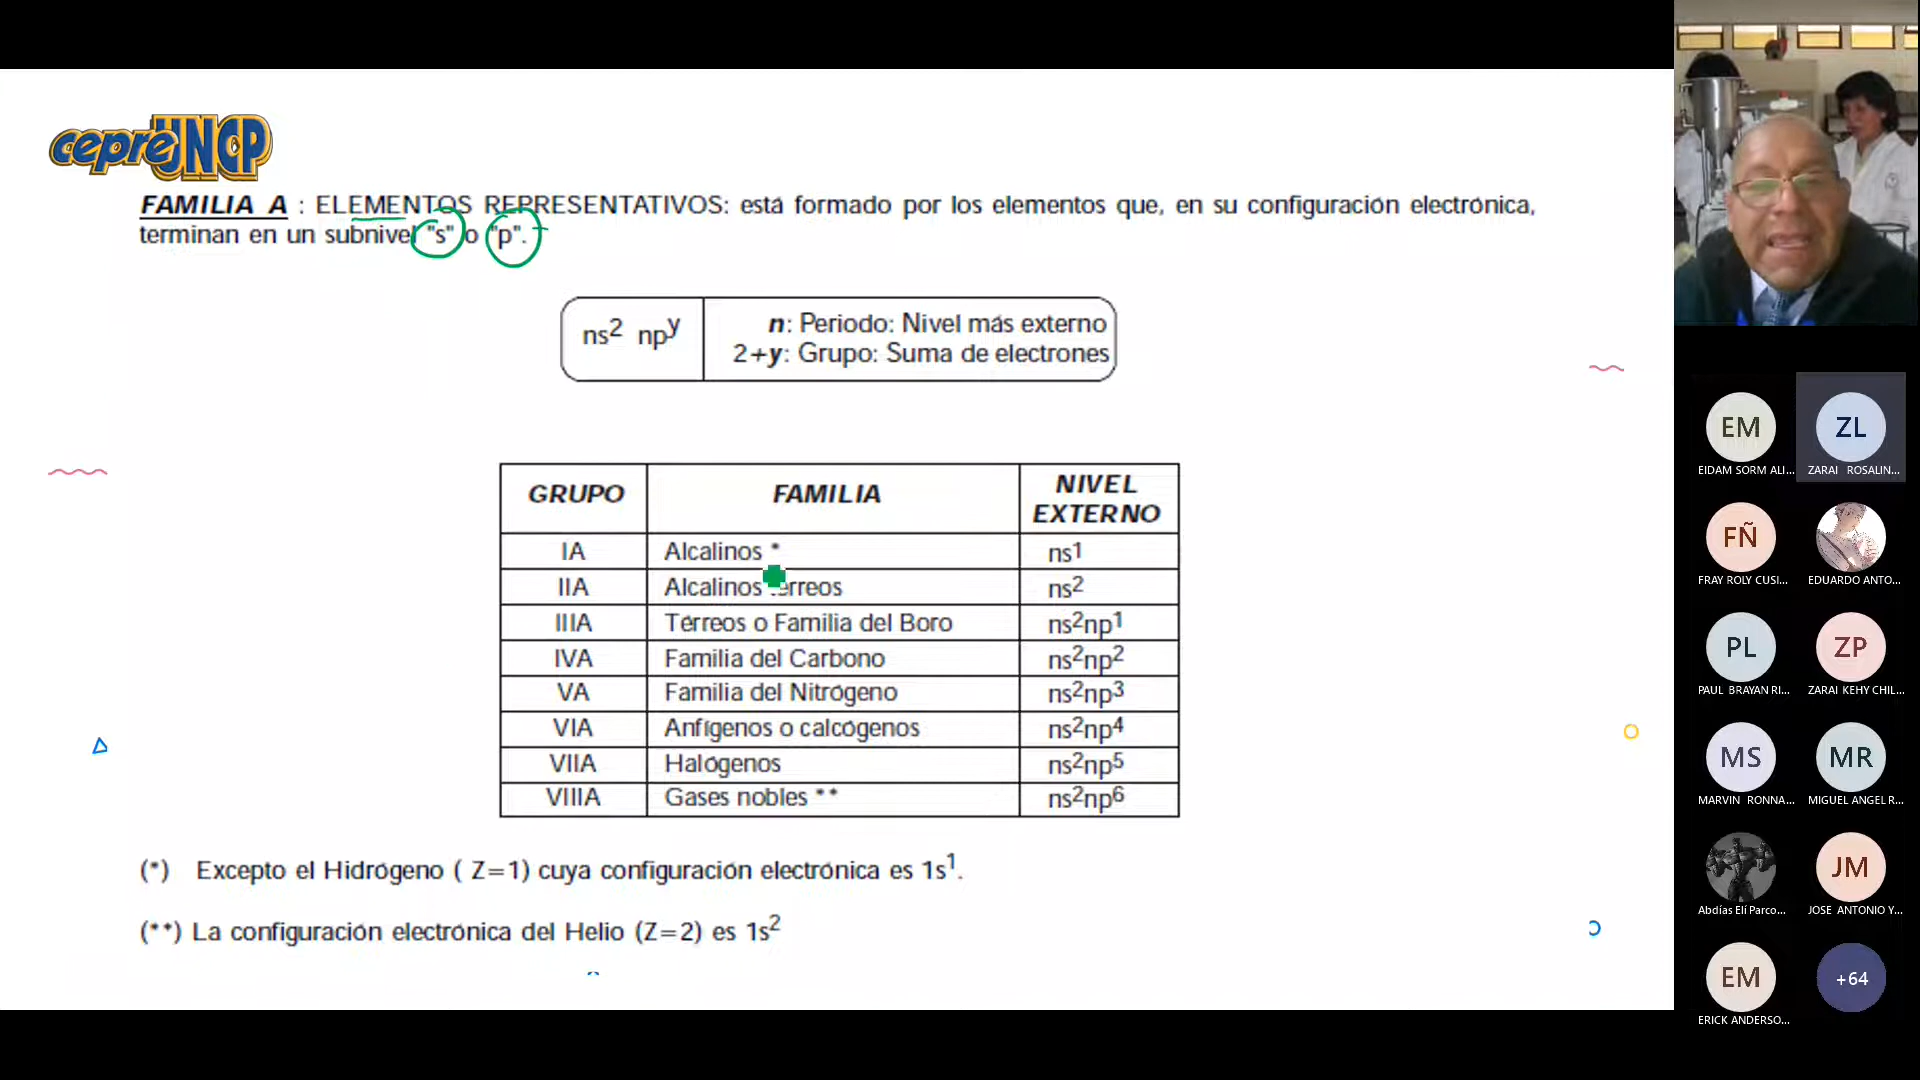 cepreUNCP
FAMILIA A : ELEMENTOS REPRESENTATIVOS: está formado por los elementos que, en su configuración electrónica,
terminan en un subnivel "s" o "p".
ns² npʸ
n: Periodo: Nivel más externo
2+y: Grupo: Suma de electrones
GRUPO FAMILIA NIVEL EXTERNO
IA Alcalinos * ns¹
IIA Alcalinos térreos ns²
IIIA Térreos o Familia del Boro ns²np¹
IVA Familia del Carbono ns²np²
VA Familia del Nitrógeno ns²np³
VIA Anfígenos o calcógenos ns²np⁴
VIIA Halógenos ns²np⁵
VIIIA Gases nobles ** ns²np⁶
(*) Excepto el Hidrógeno ( Z=1) cuya configuración electrónica es 1s¹.
(**) La configuración electrónica del Helio (Z=2) es 1s²
EM
EIDAM SORM ALI...
ZL
ZARAI ROSALIN...
FÑ
FRAY ROLY CUSI...
EDUARDO ANTO...
PL
PAUL BRAYAN RI...
ZP
ZARAI KEHY CHIL...
MS
MARVIN RONNA...
MR
MIGUEL ANGEL R...
Abdías Elí Parco...
JM
JOSE ANTONIO Y...
EM
ERICK ANDERSO...
+64